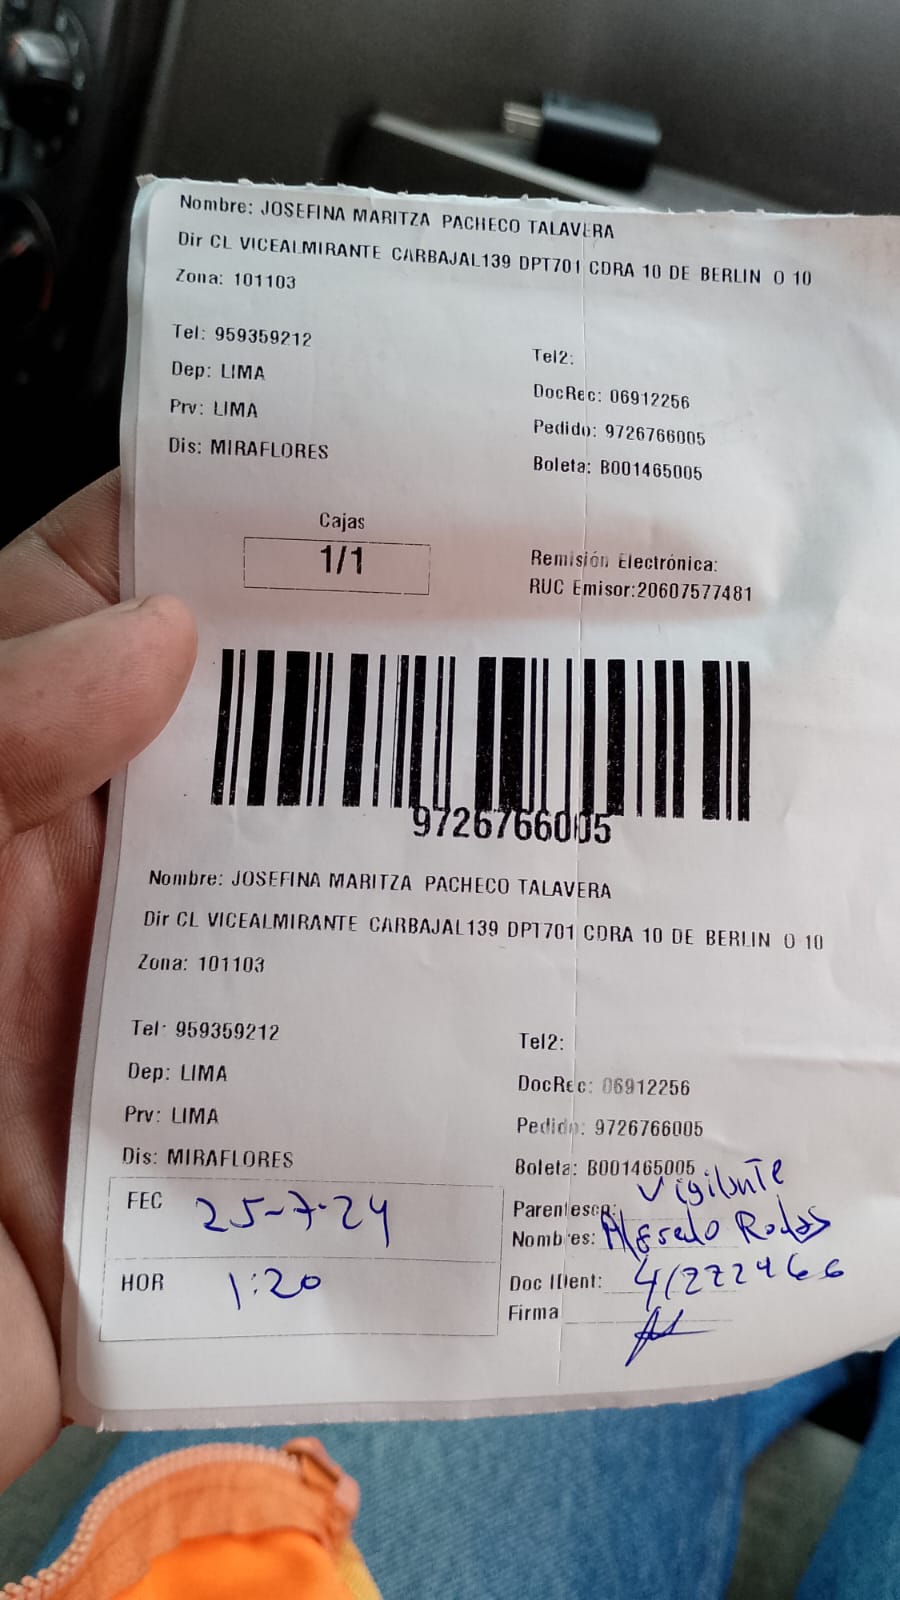 Nombre: JOSEFINA MARITZA PACHECO TALAVERA
Dir CL VICEALMIRANTE CARBAJAL139 DPT701 CDRA 10 DE BERLIN O 10
Zona: 101103
Tel: 959359212
Tel2:
Dep: LIMA
DocRec: 06912256
Prv: LIMA
Pedido: 9726766005
Dis: MIRAFLORES
Boleta: B001465005
Cajas
1/1
Remisión Electrónica:
RUC Emisor:20607577481
9726766005
Nombre: JOSEFINA MARITZA PACHECO TALAVERA
Dir CL VICEALMIRANTE CARBAJAL139 DPT701 CDRA 10 DE BERLIN O 10
Zona: 101103
Tel: 959359212
Tel2:
Dep: LIMA
DocRec: 06912256
Prv: LIMA
Pedido: 9726766005
Dis: MIRAFLORES
Boleta: B001465005
FEC 25-7-24
Parentesco: Vigilante
Nombres: Rodas
HOR 1:20
Doc Ident: 41272466
Firma